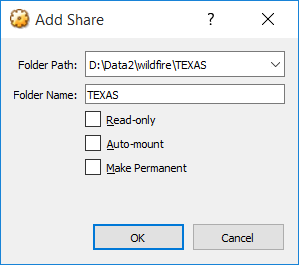 Add Share
Folder Path: D:\Data2\wildfire\TEXAS
Folder Name: TEXAS
Read-only
Auto-mount
Make Permanent
OK Cancel